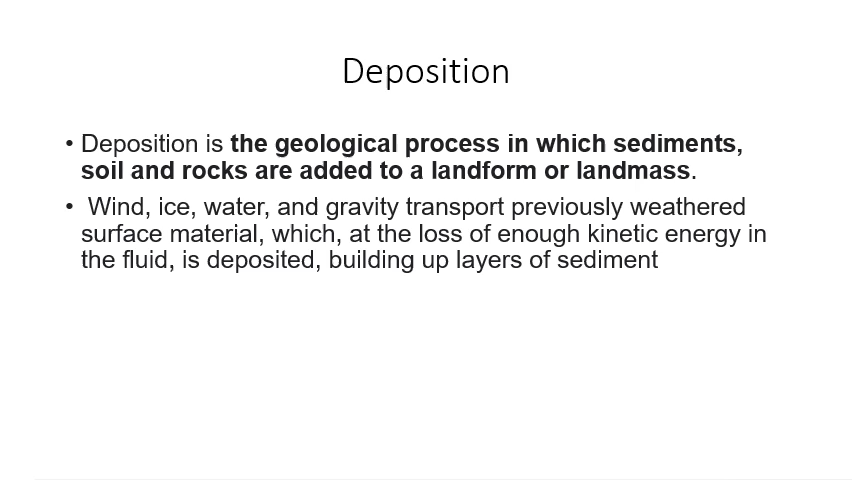 Deposition
• Deposition is the geological process in which sediments,
soil and rocks are added to a landform or landmass.
• Wind, ice, water, and gravity transport previously weathered
surface material, which, at the loss of enough kinetic energy in
the fluid, is deposited, building up layers of sediment